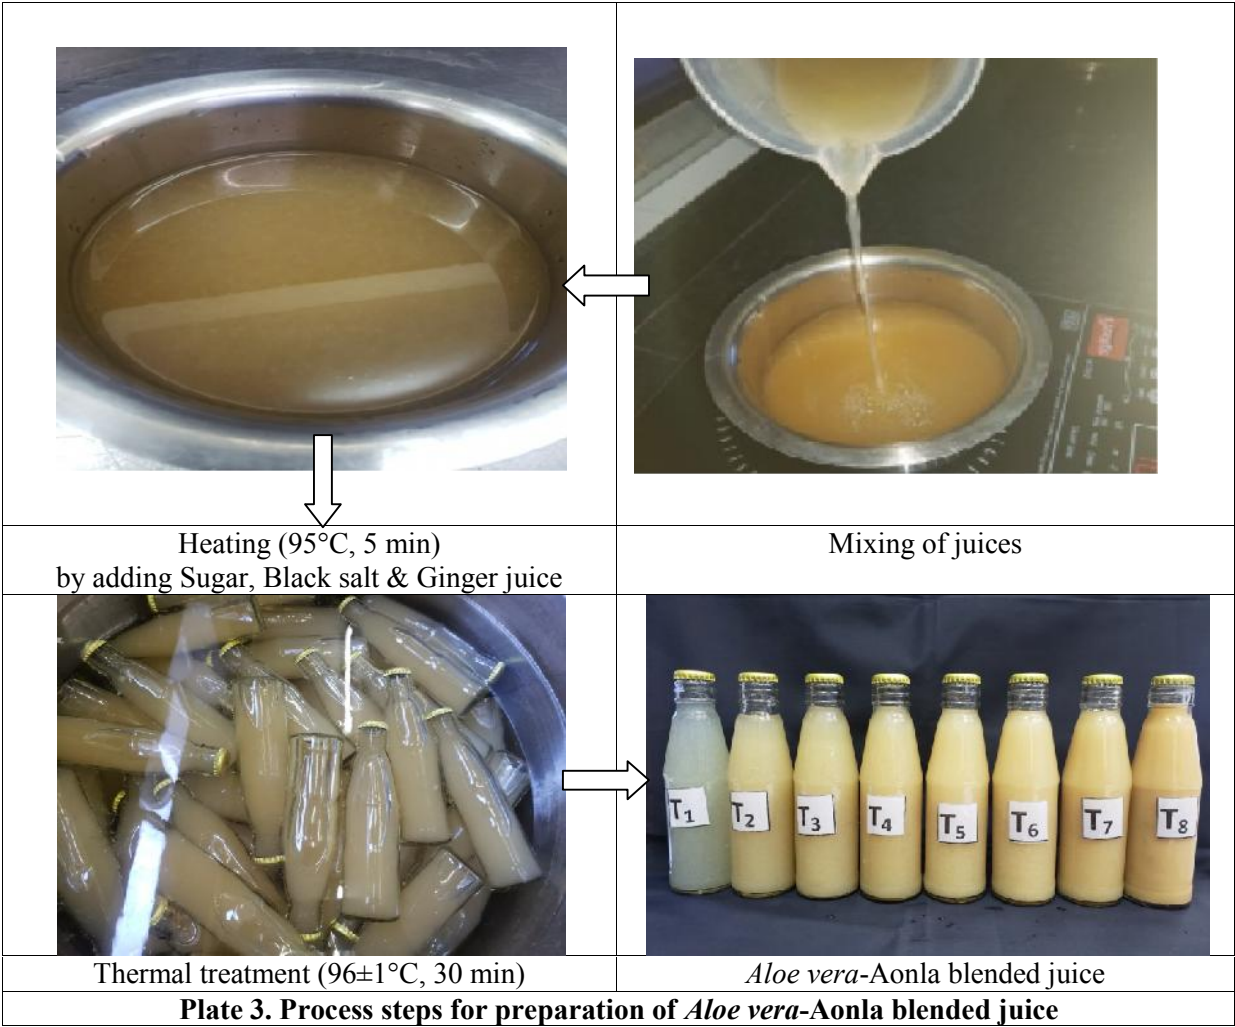 Heating (95°C, 5 min)
by adding Sugar, Black salt & Ginger juice
Mixing of juices
T1
T2
T3
T4
T5
T6
T7
T8
Thermal treatment (96±1°C, 30 min)
Aloe vera-Aonla blended juice
Plate 3. Process steps for preparation of Aloe vera-Aonla blended juice